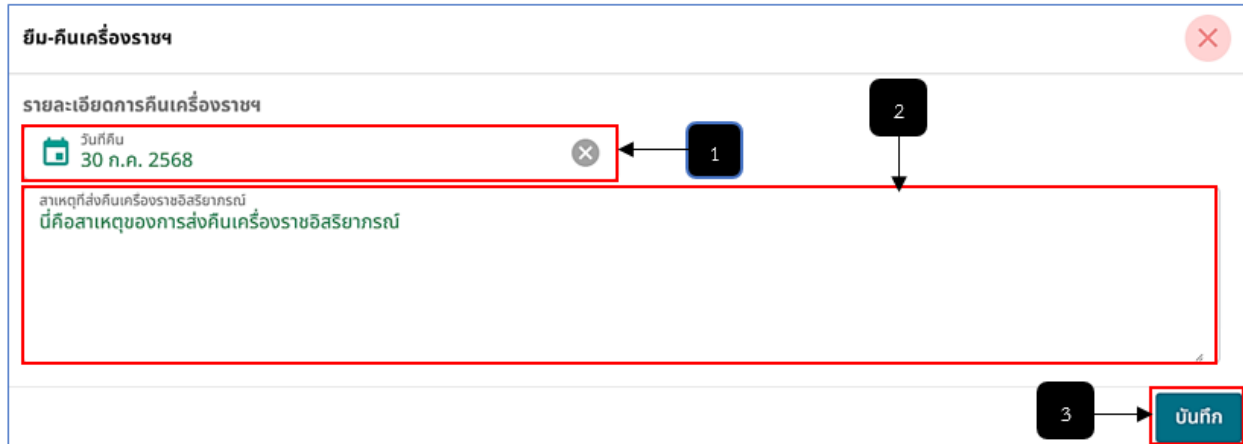 ยืม-คืนเครื่องราชฯ
รายละเอียดการคืนเครื่องราชฯ
2
วันที่คืน
30 ก.ค. 2568
1
สาเหตุที่ส่งคืนเครื่องราชอิสริยาภรณ์
นี่คือสาเหตุของการส่งคืนเครื่องราชอิสริยาภรณ์
3
บันทึก